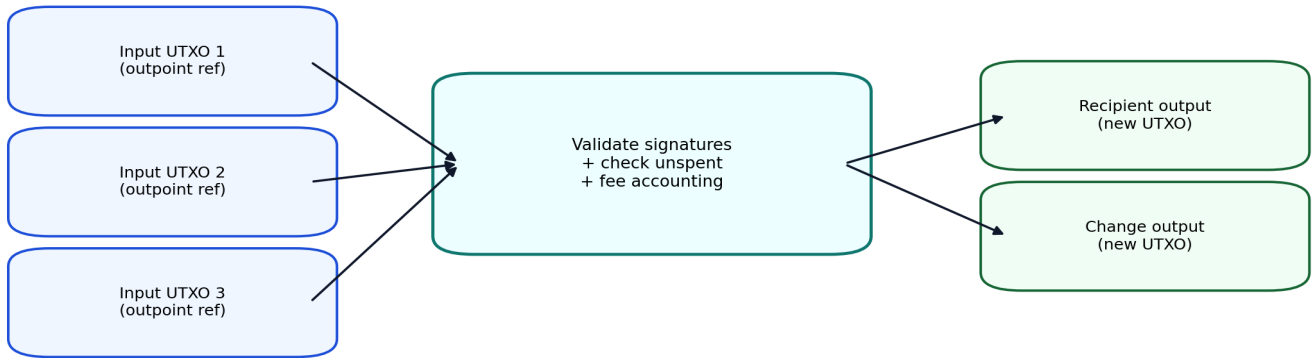 Input UTXO 1
(outpoint ref)
Input UTXO 2
(outpoint ref)
Input UTXO 3
(outpoint ref)
Validate signatures
+ check unspent
+ fee accounting
Recipient output
(new UTXO)
Change output
(new UTXO)